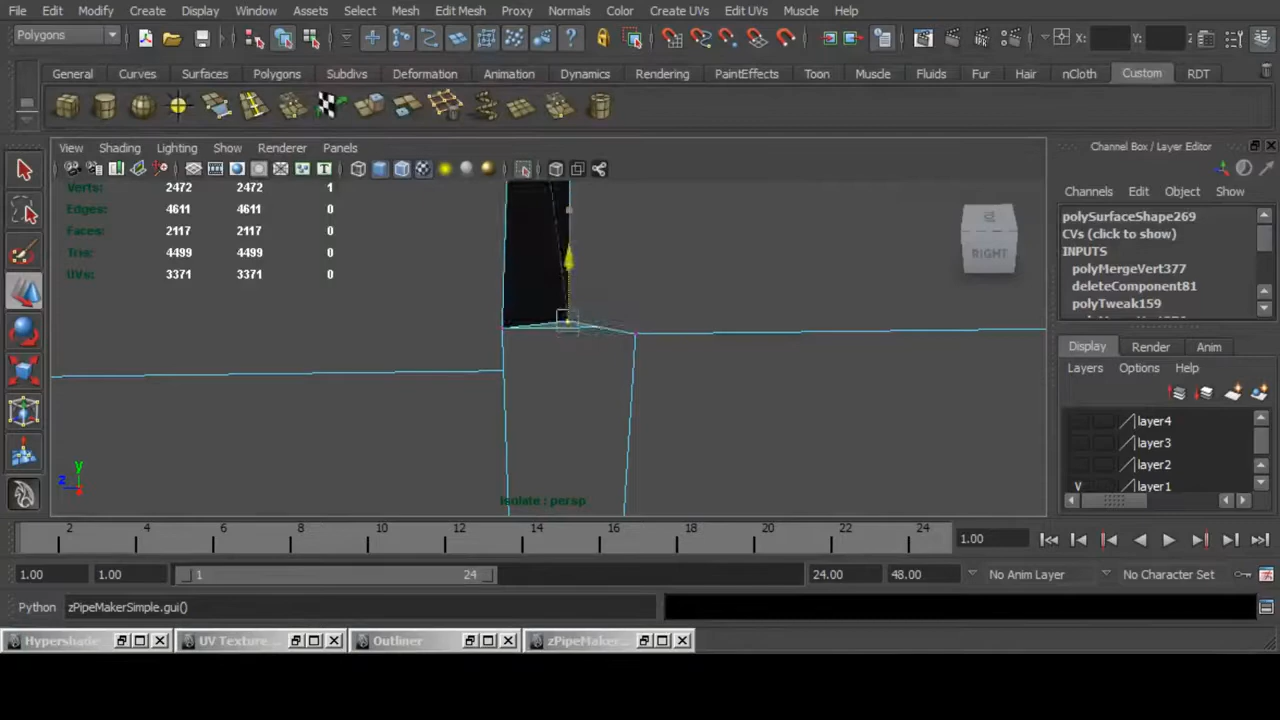 File Edit Modify Create Display Window Assets Select Mesh Edit Mesh Proxy Normals Color Create UVs Edit UVs Muscle Help
Polygons X: Y:
General Curves Surfaces Polygons Subdivs Deformation Animation Dynamics Rendering PaintEffects Toon Muscle Fluids Fur Hair nCloth Custom RDT
View Shading Lighting Show Renderer Panels
Verts: 2472 2472 1
Edges: 4611 4611 0
Faces: 2117 2117 0
Tris: 4499 4499 0
UVs: 3371 3371 0
RIGHT
y
z
Isolate : persp
Channel Box / Layer Editor
Channels Edit Object Show
polySurfaceShape269
CVs (click to show)
INPUTS
polyMergeVert377
deleteComponent81
polyTweak159
Display Render Anim
Layers Options Help
layer4
layer3
layer2
V layer1
2 4 6 8 10 12 14 16 18 20 22 24 1.00
1.00 1.00 1 24 24.00 48.00 No Anim Layer No Character Set
Python zPipeMakerSimple.gui()
Hypershade UV Texture... Outliner zPipeMaker...